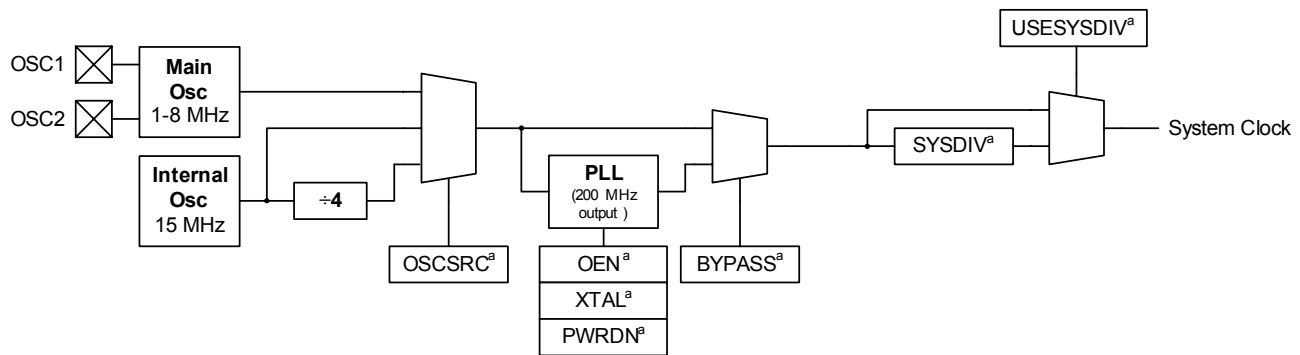 USESYSDIVª
OSC1
Main
Osc
1-8 MHz
OSC2
System Clock
SYSDIVª
Internal
Osc
15 MHz
÷4
PLL
(200 MHz
output )
OSCSRCª
OENª
BYPASSª
XTALª
PWRDNª